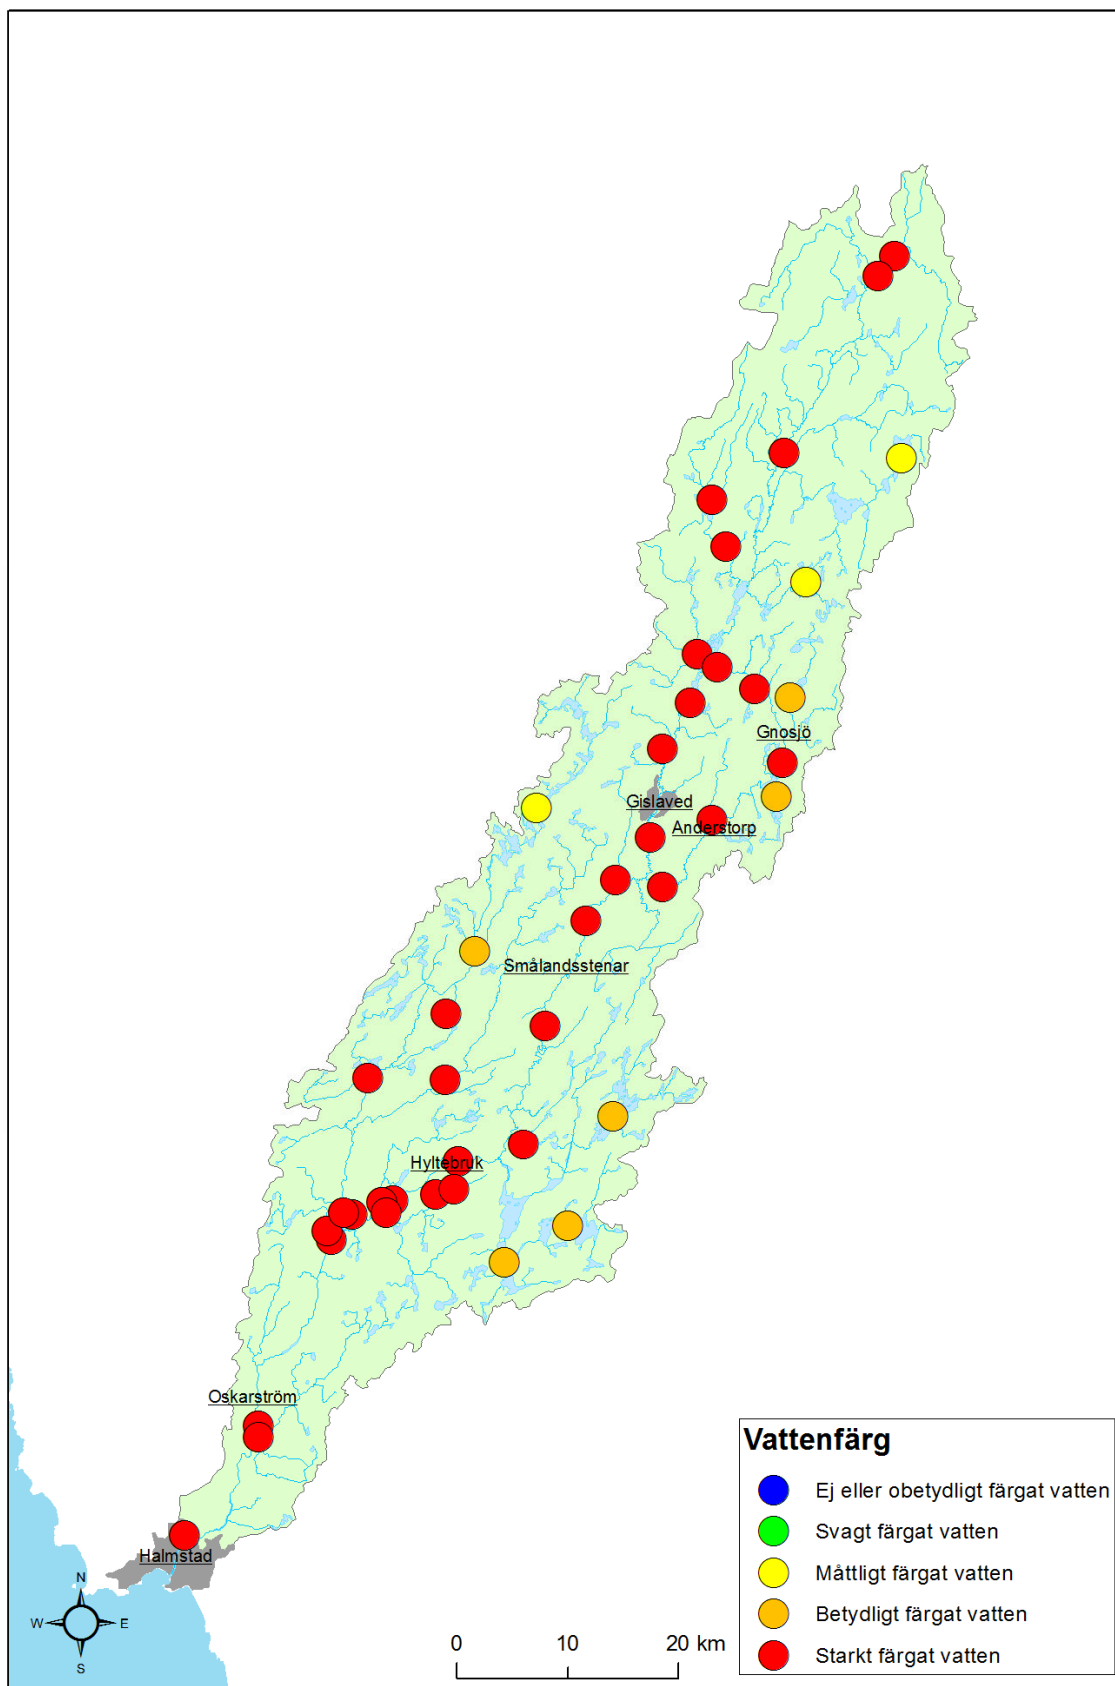 Gnosjö
Gislaved
Anderstorp
Smålandsstenar
Hyltebruk
Oskarström
Halmstad
N
W
E
S
0
10
20 km
Vattenfärg
Ej eller obetydligt färgat vatten
Svagt färgat vatten
Måttligt färgat vatten
Betydligt färgat vatten
Starkt färgat vatten